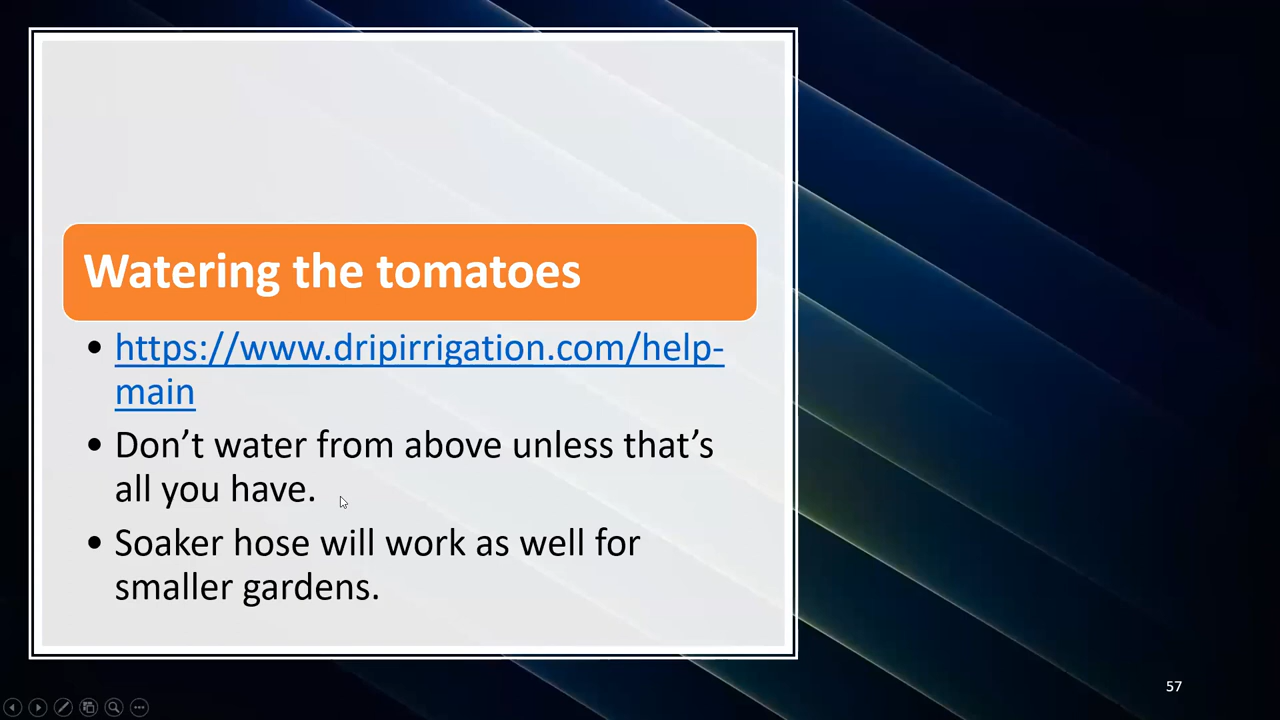 Watering the tomatoes
• https://www.dripirrigation.com/help-
main
• Don’t water from above unless that’s
all you have.
• Soaker hose will work as well for
smaller gardens.
57